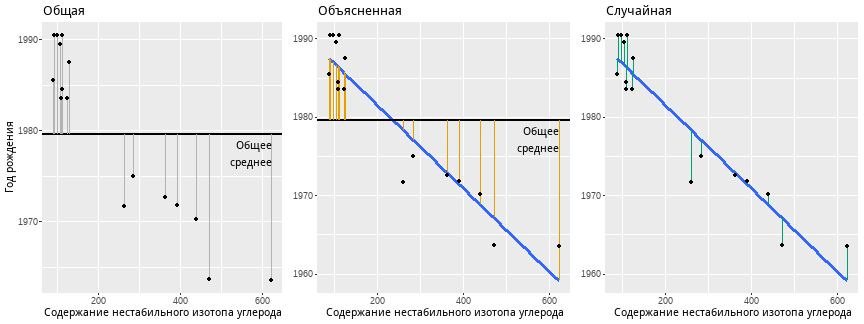 Общая
Год рождения
1990
1980
1970
Общее
среднее
200
400
600
Содержание нестабильного изотопа углерода
Объясненная
1990
1980
1970
1960
Общее
среднее
200
400
600
Содержание нестабильного изотопа углерода
Случайная
1990
1980
1970
1960
200
400
600
Содержание нестабильного изотопа углерода